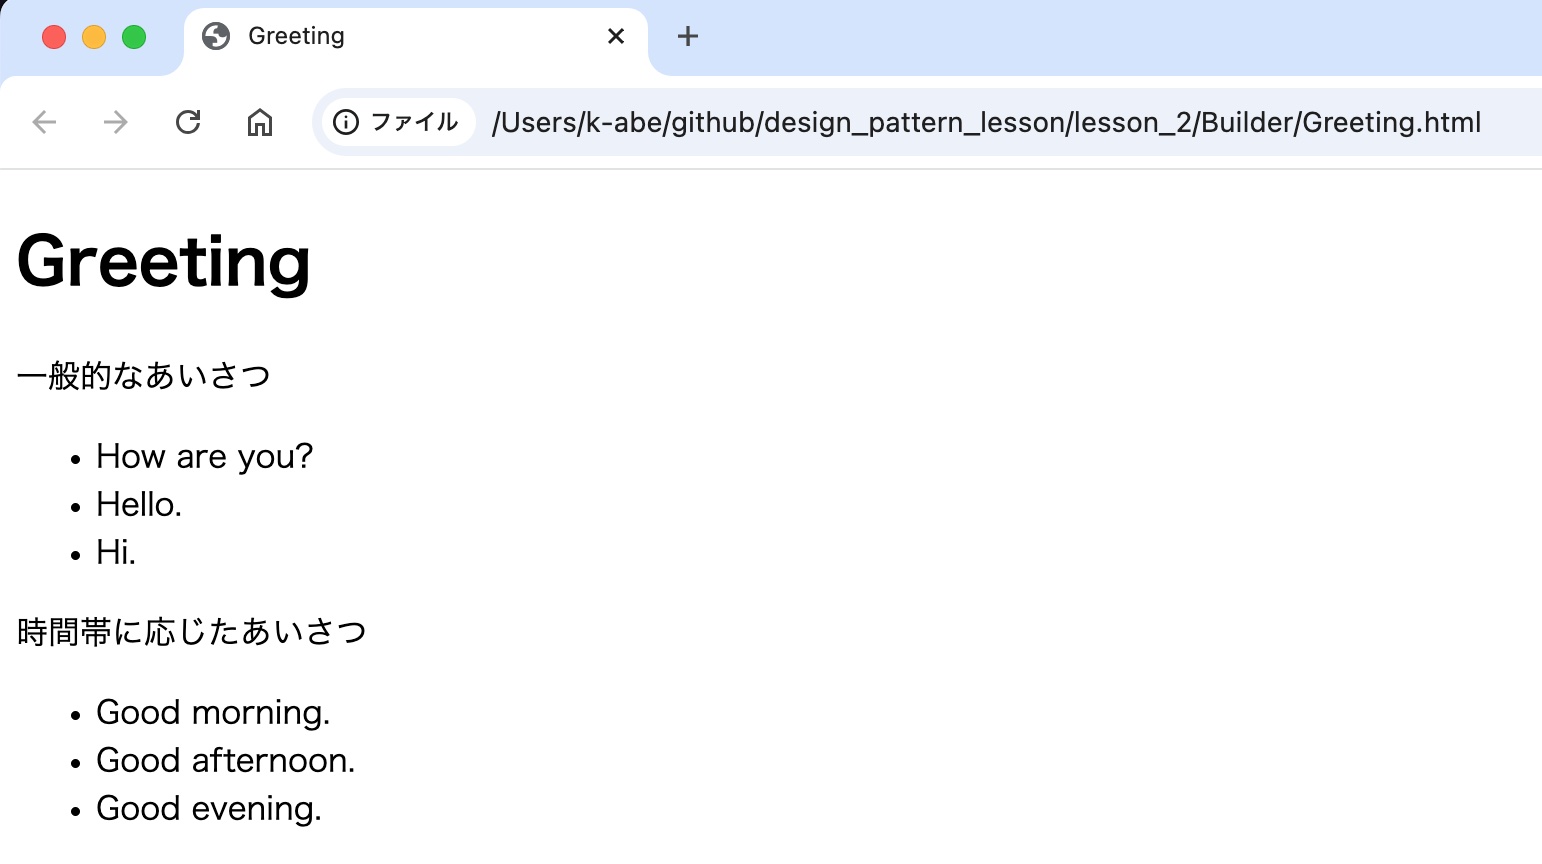 Greeting
ファイル /Users/k-abe/github/design_pattern_lesson/lesson_2/Builder/Greeting.html
Greeting
一般的なあいさつ
• How are you?
• Hello.
• Hi.
時間帯に応じたあいさつ
• Good morning.
• Good afternoon.
• Good evening.